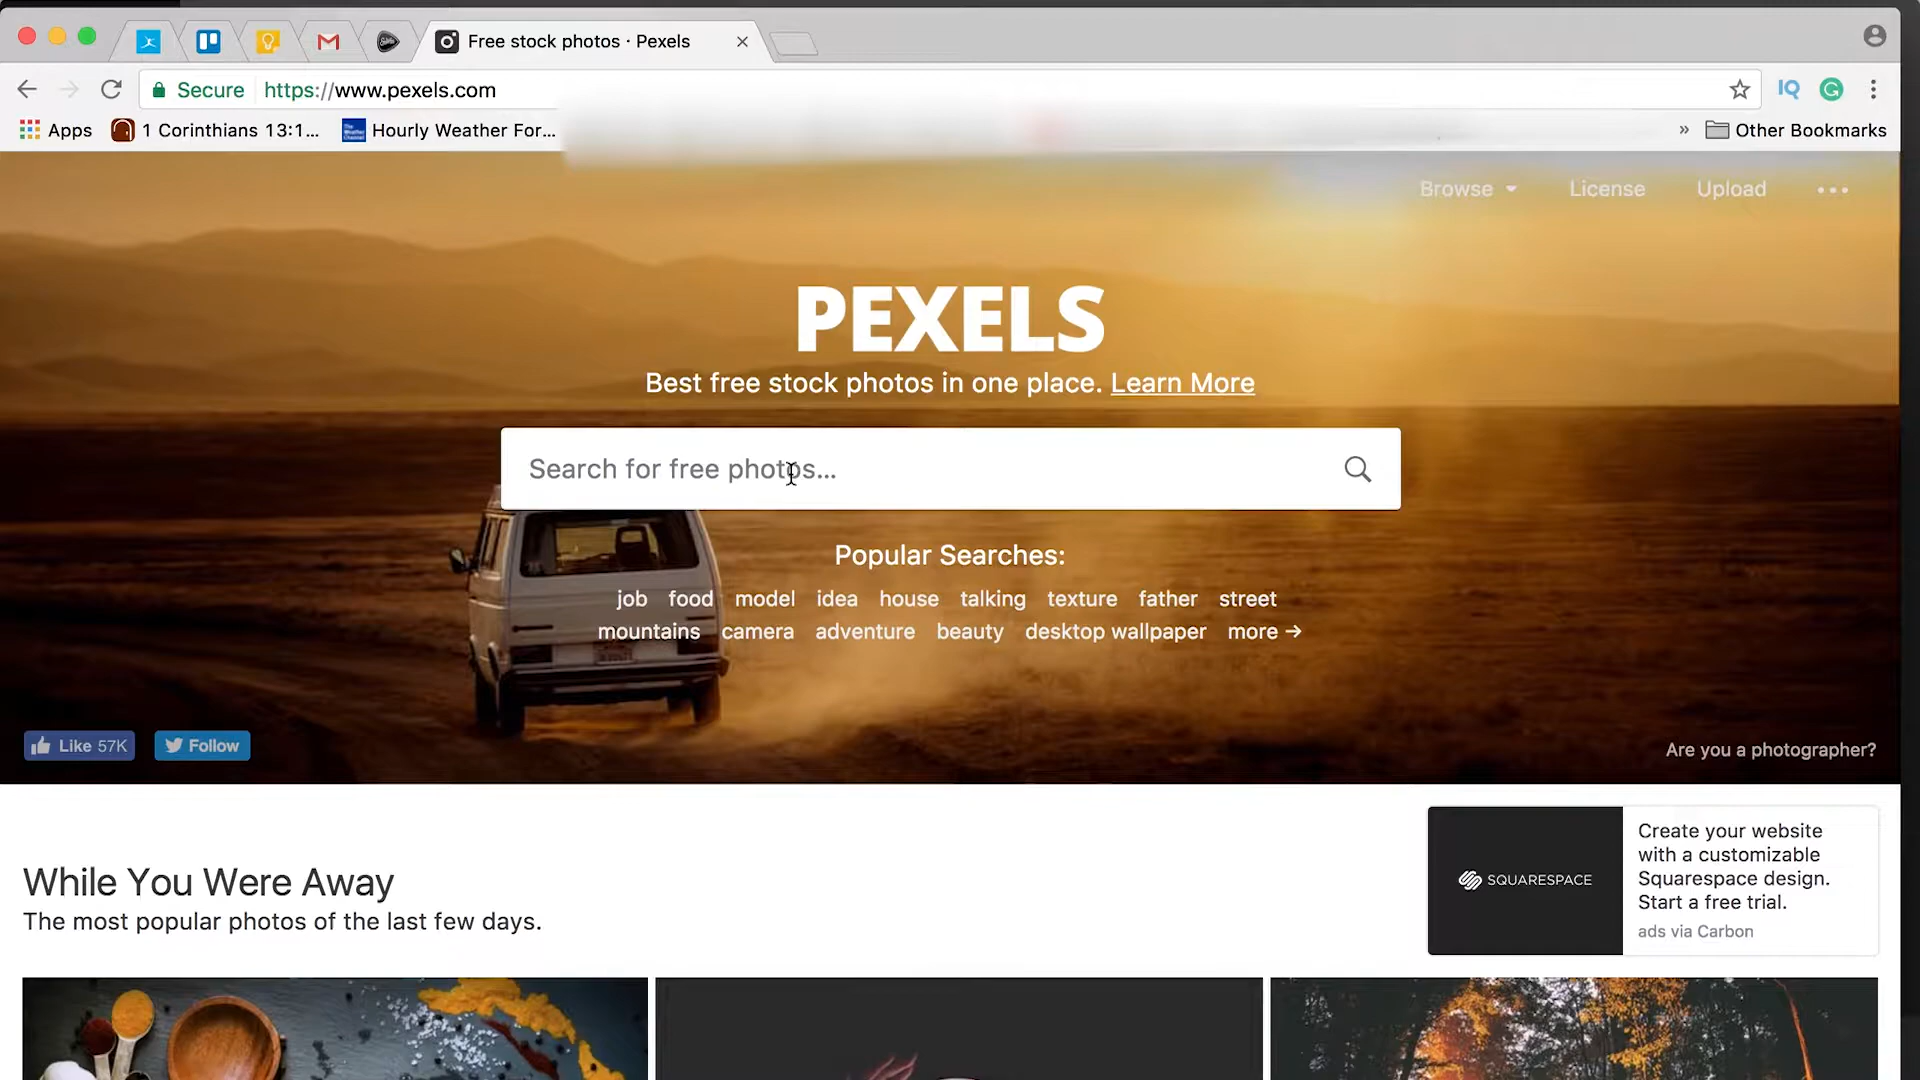 Free stock photos · Pexels
Secure https://www.pexels.com
IQ
Apps 1 Corinthians 13:1... Hourly Weather For... » Other Bookmarks
Browse License Upload
PEXELS
Best free stock photos in one place. Learn More
Search for free photos...
Popular Searches:
job food model idea house talking texture father street
mountains camera adventure beauty desktop wallpaper more →
Like 57K Follow
Are you a photographer?
Create your website
with a customizable
Squarespace design.
Start a free trial.
SQUARESPACE
ads via Carbon
While You Were Away
The most popular photos of the last few days.